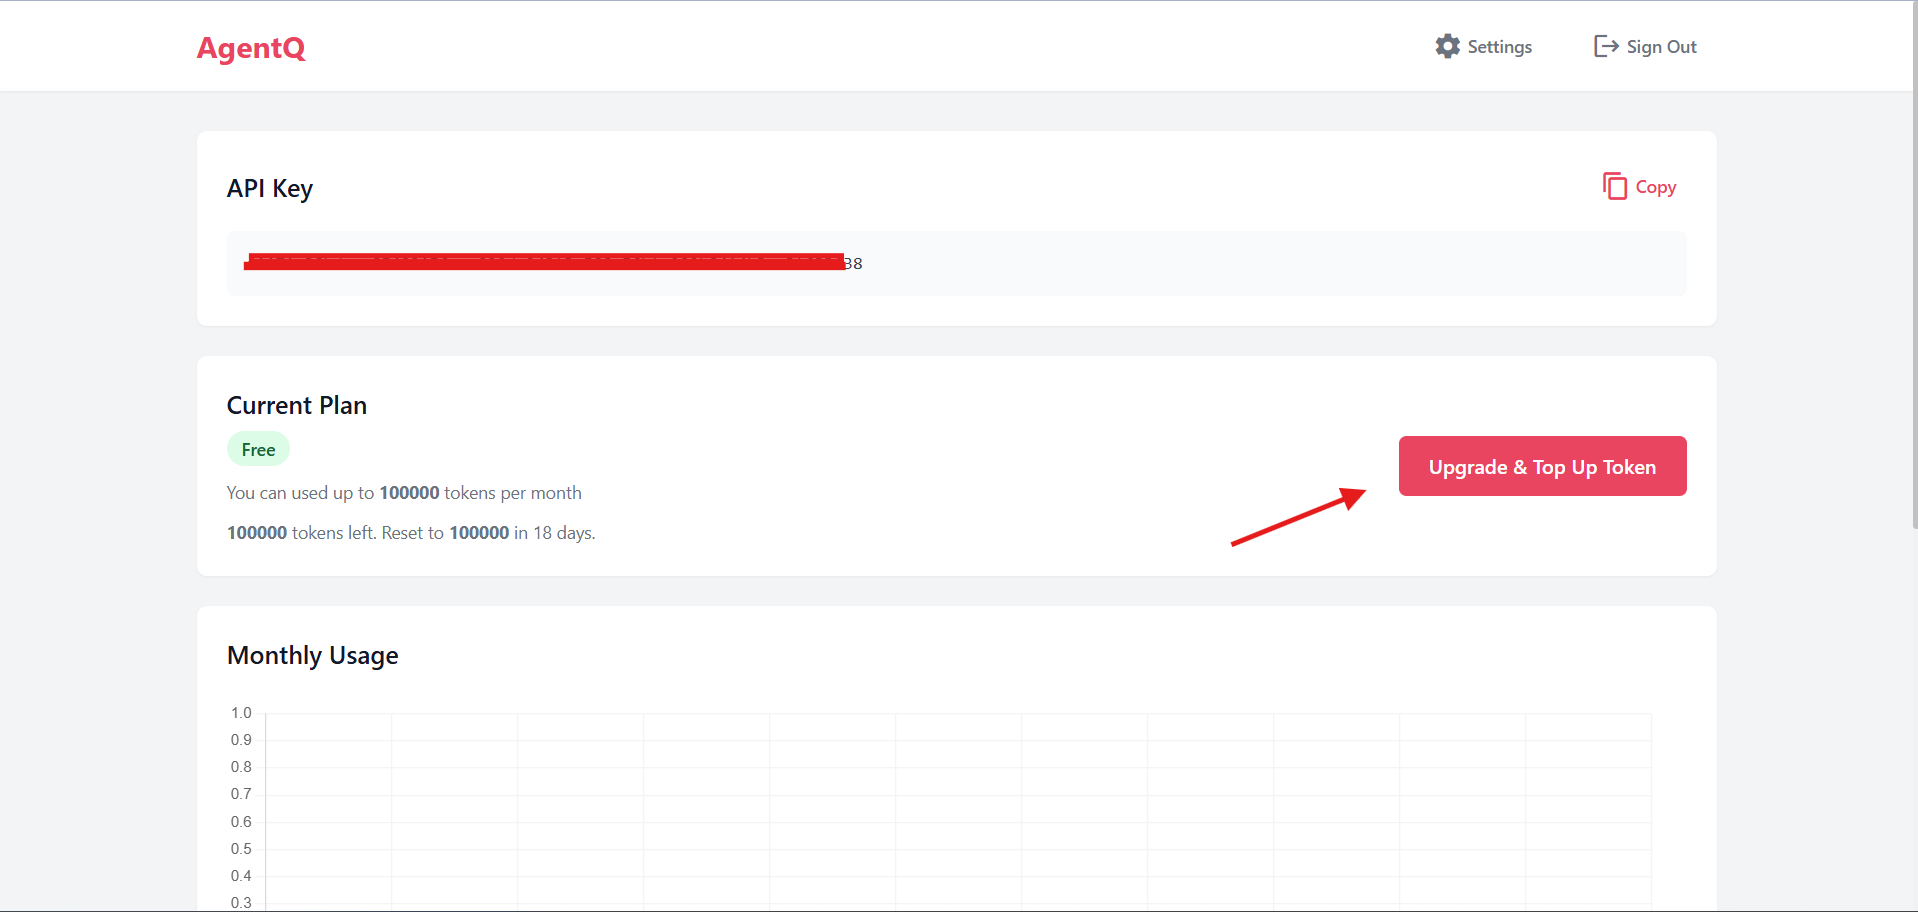 AgentQ
Settings
Sign Out
API Key
Copy
38
Current Plan
Free
You can used up to 100000 tokens per month
100000 tokens left. Reset to 100000 in 18 days.
Upgrade & Top Up Token
Monthly Usage
1.0
0.9
0.8
0.7
0.6
0.5
0.4
0.3